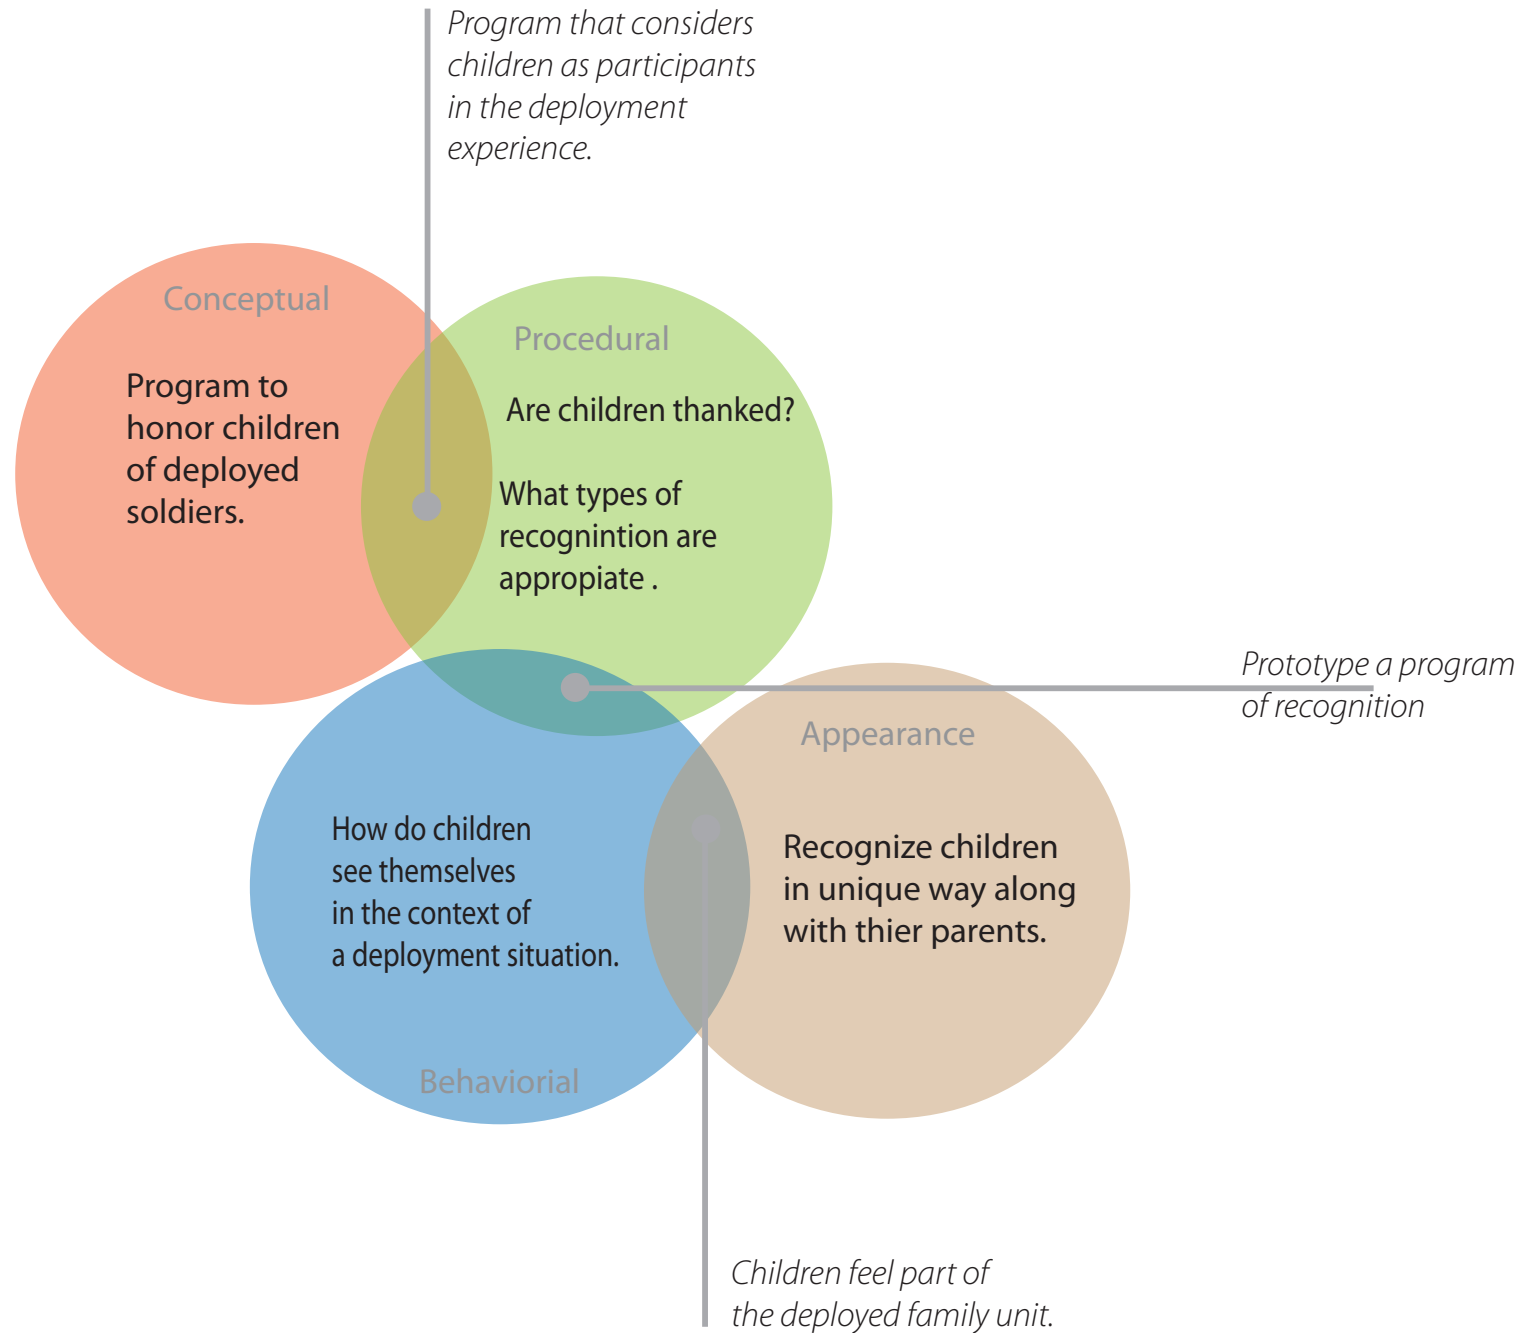 Program that considers
children as participants
in the deployment
experience.
Conceptual
Program to
honor children
of deployed
soldiers.
Procedural
Are children thanked?
What types of
recognintion are
appropiate .
Prototype a program
of recognition
Appearance
Recognize children
in unique way along
with thier parents.
How do children
see themselves
in the context of
a deployment situation.
Behaviorial
Children feel part of
the deployed family unit.